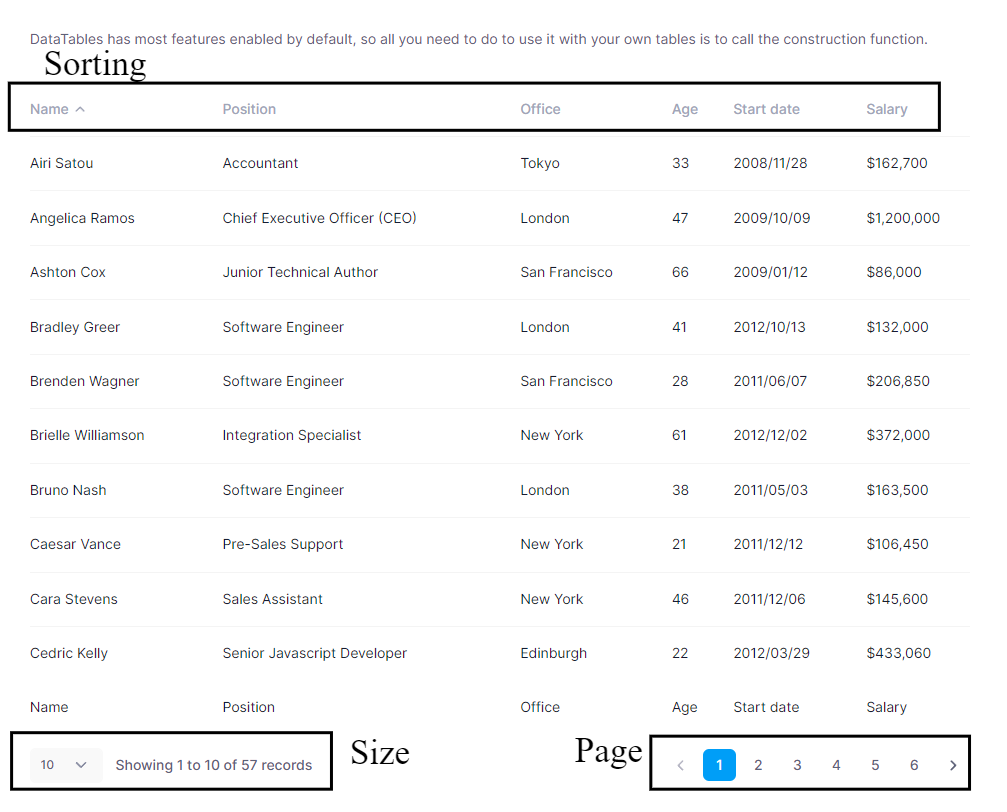 DataTables has most features enabled by default, so all you need to do to use it with your own tables is to call the construction function.
Sorting
Name Position Office Age Start date Salary
Airi Satou Accountant Tokyo 33 2008/11/28 $162,700
Angelica Ramos Chief Executive Officer (CEO) London 47 2009/10/09 $1,200,000
Ashton Cox Junior Technical Author San Francisco 66 2009/01/12 $86,000
Bradley Greer Software Engineer London 41 2012/10/13 $132,000
Brenden Wagner Software Engineer San Francisco 28 2011/06/07 $206,850
Brielle Williamson Integration Specialist New York 61 2012/12/02 $372,000
Bruno Nash Software Engineer London 38 2011/05/03 $163,500
Caesar Vance Pre-Sales Support New York 21 2011/12/12 $106,450
Cara Stevens Sales Assistant New York 46 2011/12/06 $145,600
Cedric Kelly Senior Javascript Developer Edinburgh 22 2012/03/29 $433,060
Name Position Office Age Start date Salary
10 Showing 1 to 10 of 57 records Size Page 1 2 3 4 5 6